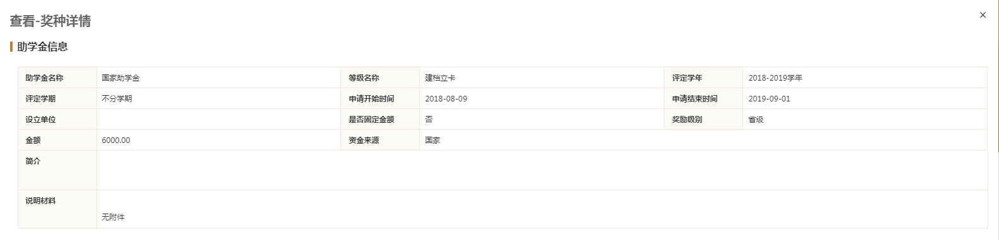 查看-奖种详情
×
助学金信息
助学金名称 国家助学金 等级名称 建档立卡 评定学年 2018-2019学年
评定学期 不分学期 申请开始时间 2018-08-09 申请结束时间 2019-09-01
设立单位 是否固定金额 否 奖励级别 省级
金额 6000.00 资金来源 国家
简介
说明材料
无附件